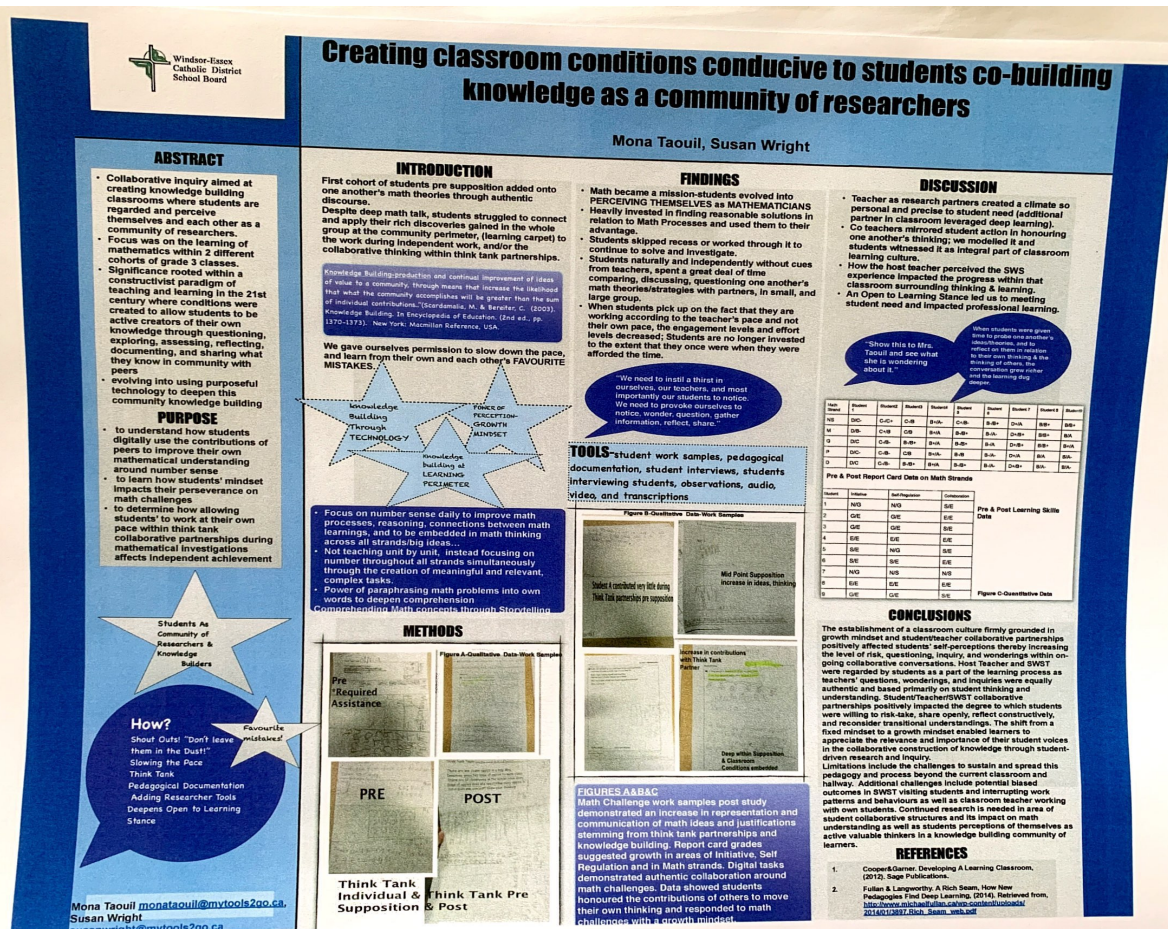 Windsor-Essex
Catholic District
School Board
Creating classroom conditions conducive to students co-building
knowledge as a community of researchers
Mona Taouil, Susan Wright
ABSTRACT
• Collaborative inquiry aimed at
creating knowledge building
classrooms where students are
regarded and perceive
themselves and each other as a
community of researchers.
• Focus was on the learning of
mathematics within 2 different
cohorts of grade 3 classes.
• Significance rooted within a
constructivist paradigm of
teaching and learning in the 21st
century where conditions were
created to allow students to be
active creators of their own
knowledge through questioning,
exploring, assessing, reflecting,
documenting, and sharing what
they know in community with
peers
• evolving into using purposeful
technology to deepen this
community knowledge building
PURPOSE
• to understand how students
digitally use the contributions of
peers to improve their own
mathematical understanding
around number sense
• to learn how students' mindset
impacts their perseverance on
math challenges
• to determine how allowing
students' to work at their own
pace within think tank
collaborative partnerships during
mathematical investigations
affects independent achievement
Students As
Community of
Researchers &
Knowledge
Builders
How?
Shout Outs! "Don't leave
them in the Dust!"
Slowing the Pace
Think Tank
Pedagogical Documentation
Adding Researcher Tools
Deepens Open to Learning
Stance
Favourite
mistakes!
Mona Taouil monataouil@mytools2go.ca,
Susan Wright
susanwright@mytools2go.ca
INTRODUCTION
First cohort of students pre supposition added onto
one another's math theories through authentic
discourse.
Despite deep math talk, students struggled to connect
and apply their rich discoveries gained in the whole
group at the community perimeter, (learning carpet) to
the work during independent work, and/or the
collaborative thinking within think tank partnerships.
Knowledge Building-production and continual improvement of ideas
of value to a community, through means that increase the likelihood
that what the community accomplishes will be greater than the sum
of individual contributions."(Scardamalia, M., & Bereiter, C. (2003).
Knowledge Building. In Encyclopedia of Education. (2nd ed., pp.
1370-1373). New York: Macmillan Reference, USA.
We gave ourselves permission to slow down the pace,
and learn from their own and each other's FAVOURITE
MISTAKES.
Knowledge
Building
Through
TECHNOLOGY
POWER OF
PERCEPTION-
GROWTH
MINDSET
Knowledge
building at
LEARNING
PERIMETER
• Focus on number sense daily to improve math
processes, reasoning, connections between math
learnings, and to be embedded in math thinking
across all strands/big ideas...
• Not teaching unit by unit, instead focusing on
number throughout all strands simultaneously
through the creation of meaningful and relevant,
complex tasks.
• Power of paraphrasing math problems into own
words to deepen comprehension
Comprehending Math concepts through Storytelling
METHODS
Figure A-Qualitative Data-Work Samples
Pre
*Required
Assistance
PRE
POST
Think Tank
Individual &
Supposition
Think Tank Pre
& Post
FINDINGS
• Math became a mission-students evolved into
PERCEIVING THEMSELVES as MATHEMATICIANS
• Heavily invested in finding reasonable solutions in
relation to Math Processes and used them to their
advantage.
• Students skipped recess or worked through it to
continue to solve and investigate.
• Students naturally and independently without cues
from teachers, spent a great deal of time
comparing, discussing, questioning one another's
math theories/strategies with partners, in small, and
large group.
• When students pick up on the fact that they are
working according to the teacher's pace and not
their own pace, the engagement levels and effort
levels decreased; Students are no longer invested
to the extent that they once were when they were
afforded the time.
"We need to instil a thirst in
ourselves, our teachers, and most
importantly our students to notice.
We need to provoke ourselves to
notice, wonder, question, gather
information, reflect, share."
TOOLS-student work samples, pedagogical
documentation, student interviews, students
interviewing students, observations, audio,
video, and transcriptions
Figure B-Qualitative Data-Work Samples
Student A contributed very little during
Think Tank partnerships pre supposition
Mid Point Supposition
increase in ideas, thinking
Increase in contributions
with Think Tank
Partner
Deep within Supposition
& Classroom
Conditions embedded
FIGURES A&B&C
Math Challenge work samples post study
demonstrated an increase in representation and
communication of math ideas and justifications
stemming from think tank partnerships and
knowledge building. Report card grades
suggested growth in areas of Initiative, Self
Regulation and in Math strands. Digital tasks
demonstrated authentic collaboration around
math challenges. Data showed students
honoured the contributions of others to move
their own thinking and responded to math
challenges with a growth mindset.
DISCUSSION
• Teacher as research partners created a climate so
personal and precise to student need (additional
partner in classroom leveraged deep learning).
• Co teachers mirrored student action in honouring
one another's thinking; we modelled it and
students witnessed it as integral part of classroom
learning culture.
• How the host teacher perceived the SWS
experience impacted the progress within that
classroom surrounding thinking & learning.
• An Open to Learning Stance led us to meeting
student need and impacted professional learning.
"Show this to Mrs.
Taouil and see what
she is wondering
about it."
When students were given
time to probe one another's
ideas/theories, and to
reflect on them in relation
to their own thinking & the
thinking of others, the
conversation grew richer
and the learning dug
deeper.
Math Strand Student 1 Student2 Student3 Student4 Student 5 Student 6 Student 7 Student 8
Pre & Post Report Card Data on Math Strands
Student Initiative Self-Regulation Collaboration
1 N/G N/G S/E
2 G/E G/E E/E
3 G/E G/E S/E
4 E/E E/E E/E
5 S/E N/G S/E
6 S/E S/E E/E
7 N/G N/S E/E
8 E/E E/E E/E
9 G/E G/E S/E
Pre & Post Learning Skills
Data
Figure C-Quantitative Data
CONCLUSIONS
The establishment of a classroom culture firmly grounded in
growth mindset and student/teacher collaborative partnerships
positively affected students' self-perceptions thereby increasing
the level of risk, questioning, inquiry, and wonderings within on-
going collaborative conversations. Host Teacher and SWST
were regarded by students as a part of the learning process as
teachers' questions, wonderings, and inquiries were equally
authentic and based primarily on student thinking and
understanding. Student/Teacher/SWST collaborative
partnerships positively impacted the degree to which students
were willing to risk-take, share openly, reflect constructively,
and reconsider transitional understandings. The shift from a
fixed mindset to a growth mindset enabled learners to
appreciate the relevance and importance of their student voices
in the collaborative construction of knowledge through student-
driven research and inquiry.
Limitations include the challenges to sustain and spread this
pedagogy and process beyond the current classroom and
hallway. Additional challenges include potential biased
outcomes in SWST visiting students and interrupting work
patterns and behaviours as well as classroom teacher working
with own students. Continued research is needed in area of
student collaborative structures and its impact on math
understanding as well as students perceptions of themselves as
active valuable thinkers in a knowledge building community of
learners.
REFERENCES
1. Cooper&Garner. Developing A Learning Classroom,
(2012). Sage Publications.
2. Fullan & Langworthy. A Rich Seam, How New
Pedagogies Find Deep Learning, (2014). Retrieved from,
http://www.michaelfullan.ca/wp-content/uploads/
2014/01/3897.Rich_Seam_web.pdf